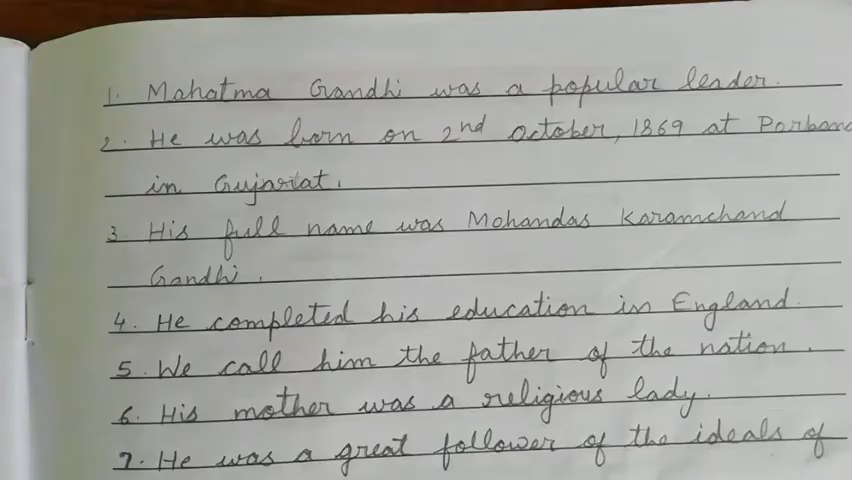 1. Mahatma Gandhi was a popular leader.
2. He was born on 2nd October, 1869 at Porban
in Gujarat.
3. His full name was Mohandas Karamchand
Gandhi.
4. He completed his education in England.
5. We call him the father of the nation.
6. His mother was a religious lady.
7. He was a great follower of the ideals of